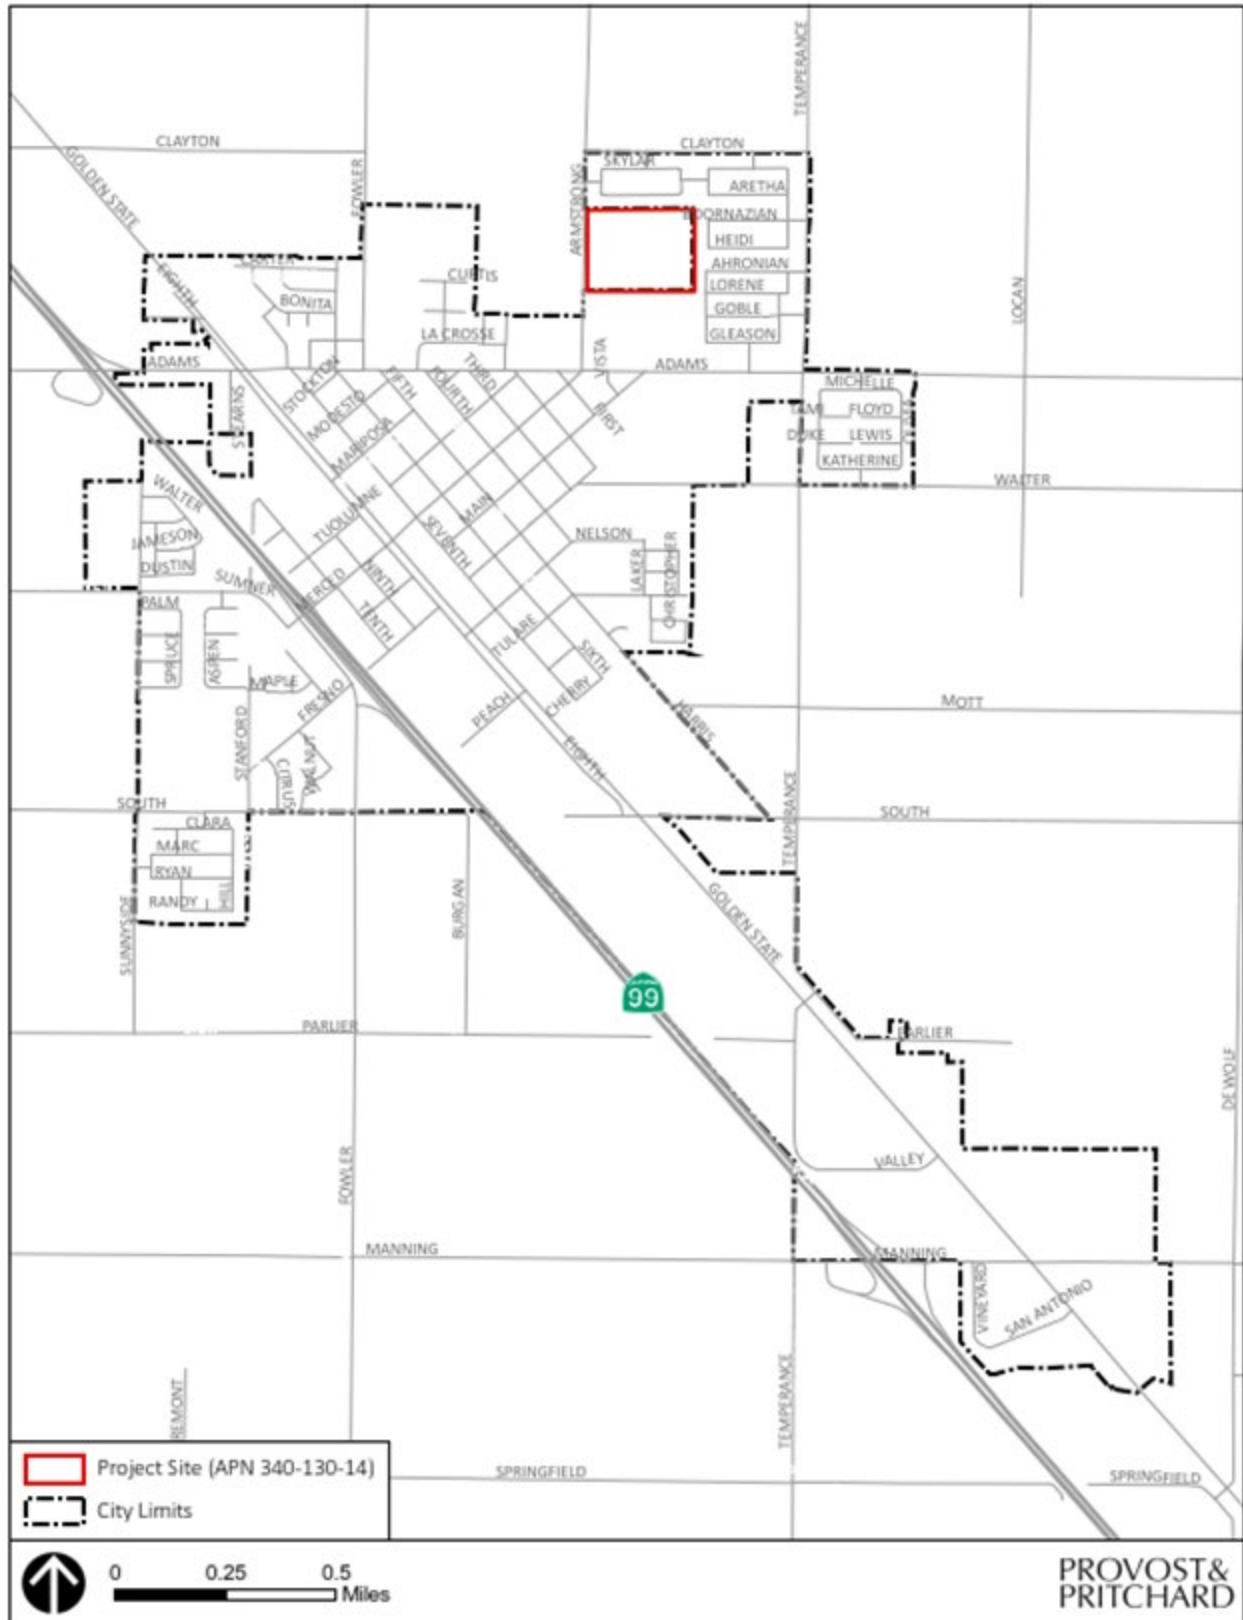 TEMPERANCE
CLAYTON
CLAYTON
GOLDEN STATE
FOWLER
SKYLAR
ARETHA
ARMSTRONG
HEIDI
EIGHTH
CARTER
CURTIS
AHRONIAN
LORENE
BONITA
GOBLE
LOCAN
LA CROSSE
GLEASON
ADAMS
VISTA
ADAMS
STOCKTON
FIFTH
FOURTH
THIRD
MICHELLE
MODESTO
FIRST
FLOYD
DUKE
LEWIS
MARIPOSA
KATHERINE
WALTER
WALTER
TUOLUMNE
MAIN
SEVENTH
NELSON
JAMESON
DUSTIN
LAKER
CHRISTOPHER
SUMNER
MERCED
NINTH
PALM
TENTH
TULARE
SIXTH
SPRUCE
ASPEN
MAPLE
FRESNO
PEACH
CHERRY
HARRIS
MOTT
STANFORD
CITRUS
WALNUT
EIGHTH
TEMPERANCE
SOUTH
SOUTH
CLARA
MARC
RYAN
RANDY
HILL
SUNNYSIDE
BURGAN
GOLDEN STATE
99
PARLIER
PARLIER
DE WOLF
FOWLER
VALLEY
MANNING
MANNING
VINEYARD
SAN ANTONIO
TEMPERANCE
REMONT
SPRINGFIELD
SPRINGFIELD
Project Site (APN 340-130-14)
City Limits
0 0.25 0.5
Miles
PROVOST&
PRITCHARD